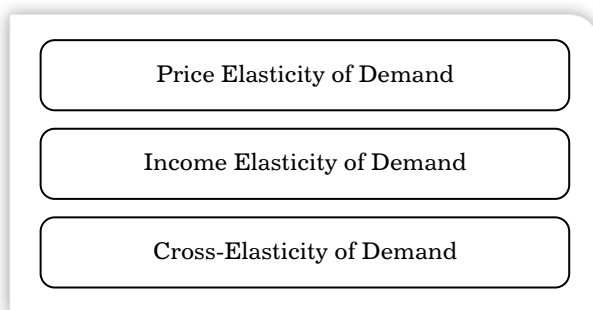 Price Elasticity of Demand
Income Elasticity of Demand
Cross-Elasticity of Demand